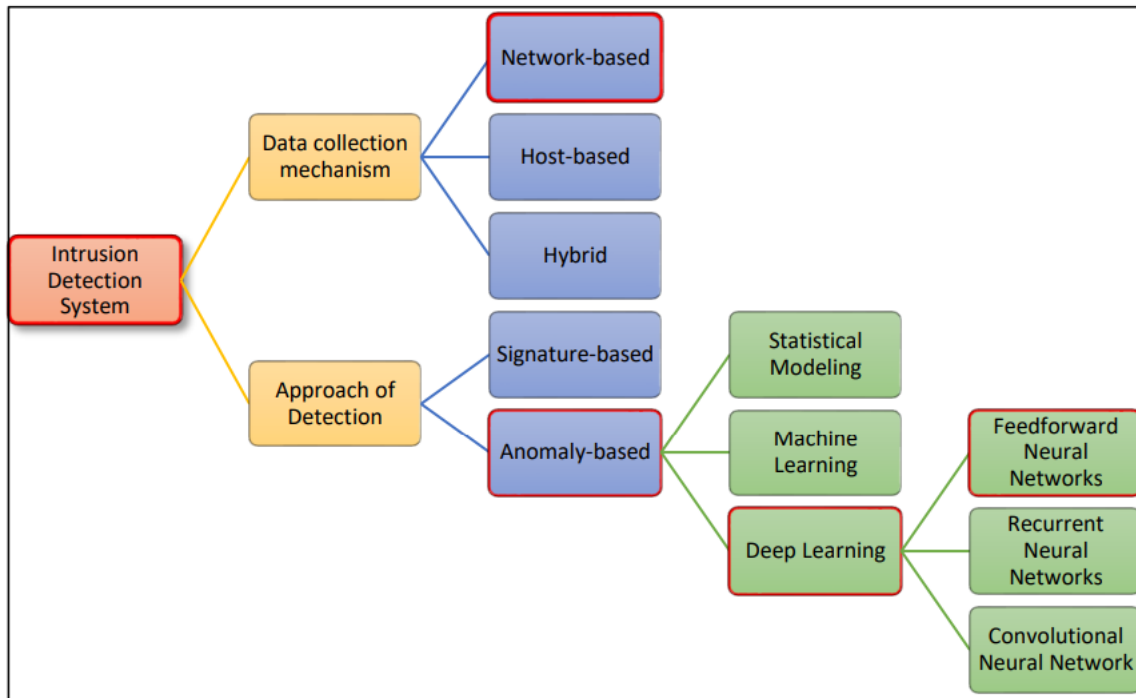 Intrusion
Detection
System
Data collection
mechanism
Approach of
Detection
Network-based
Host-based
Hybrid
Signature-based
Anomaly-based
Statistical
Modeling
Machine
Learning
Deep Learning
Feedforward
Neural
Networks
Recurrent
Neural
Networks
Convolutional
Neural Network